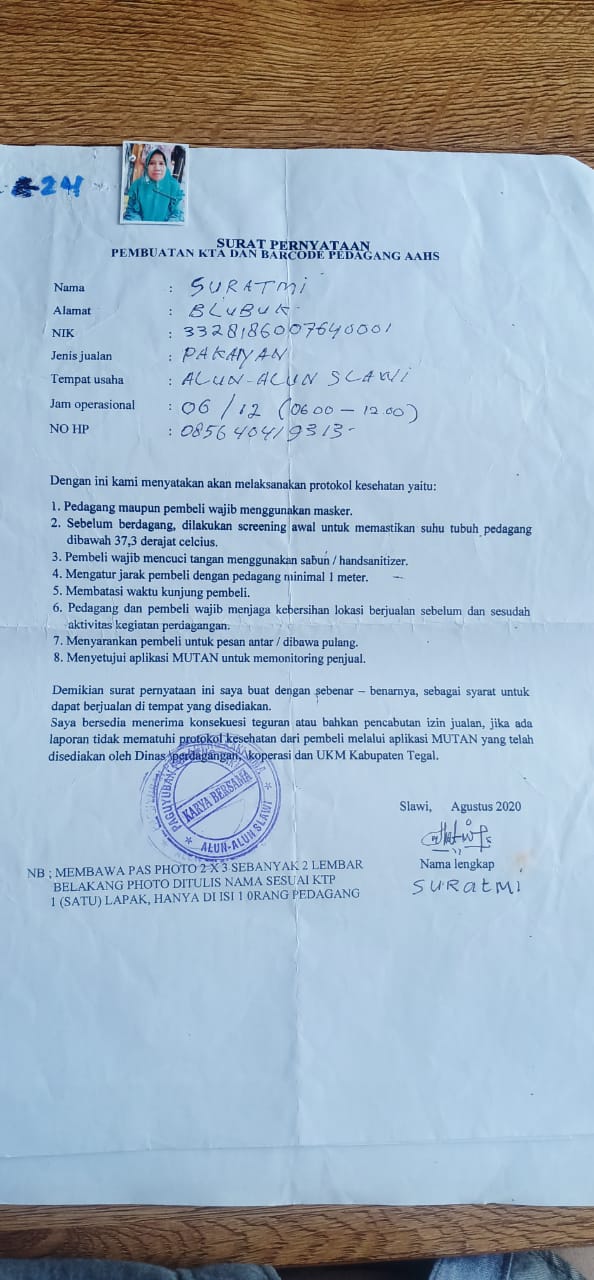 24
SURAT PERNYATAAN
PEMBUATAN KTA DAN BARCODE PEDAGANG AAHS
Nama : SURATMI
Alamat : BLUBUK
NIK : 3328186007640001
Jenis jualan : PAKAIYAN
Tempat usaha : ALUN-ALUN SLAWI
Jam operasional : 06/12 (06 00 - 12 00)
NO HP : 085640419313-
Dengan ini kami menyatakan akan melaksanakan protokol kesehatan yaitu:
1. Pedagang maupun pembeli wajib menggunakan masker.
2. Sebelum berdagang, dilakukan screening awal untuk memastikan suhu tubuh pedagang
dibawah 37,3 derajat celcius.
3. Pembeli wajib mencuci tangan menggunakan sabun / handsanitizer.
4. Mengatur jarak pembeli dengan pedagang minimal 1 meter.
5. Membatasi waktu kunjung pembeli.
6. Pedagang dan pembeli wajib menjaga kebersihan lokasi berjualan sebelum dan sesudah
aktivitas kegiatan perdagangan.
7. Menyarankan pembeli untuk pesan antar / dibawa pulang.
8. Menyetujui aplikasi MUTAN untuk memonitoring penjual.
Demikian surat pernyataan ini saya buat dengan sebenar – benarnya, sebagai syarat untuk
dapat berjualan di tempat yang disediakan.
Saya bersedia menerima konsekuesi teguran atau bahkan pencabutan izin jualan, jika ada
laporan tidak mematuhi protokol kesehatan dari pembeli melalui aplikasi MUTAN yang telah
disediakan oleh Dinas perdagangan, koperasi dan UKM Kabupaten Tegal.
KARYA BERSAMA
ALUN-ALUN SLAWI
Slawi, Agustus 2020
Nama lengkap
SURATMI
NB ; MEMBAWA PAS PHOTO 2 X 3 SEBANYAK 2 LEMBAR
BELAKANG PHOTO DITULIS NAMA SESUAI KTP
1 (SATU) LAPAK, HANYA DI ISI 1 0RANG PEDAGANG